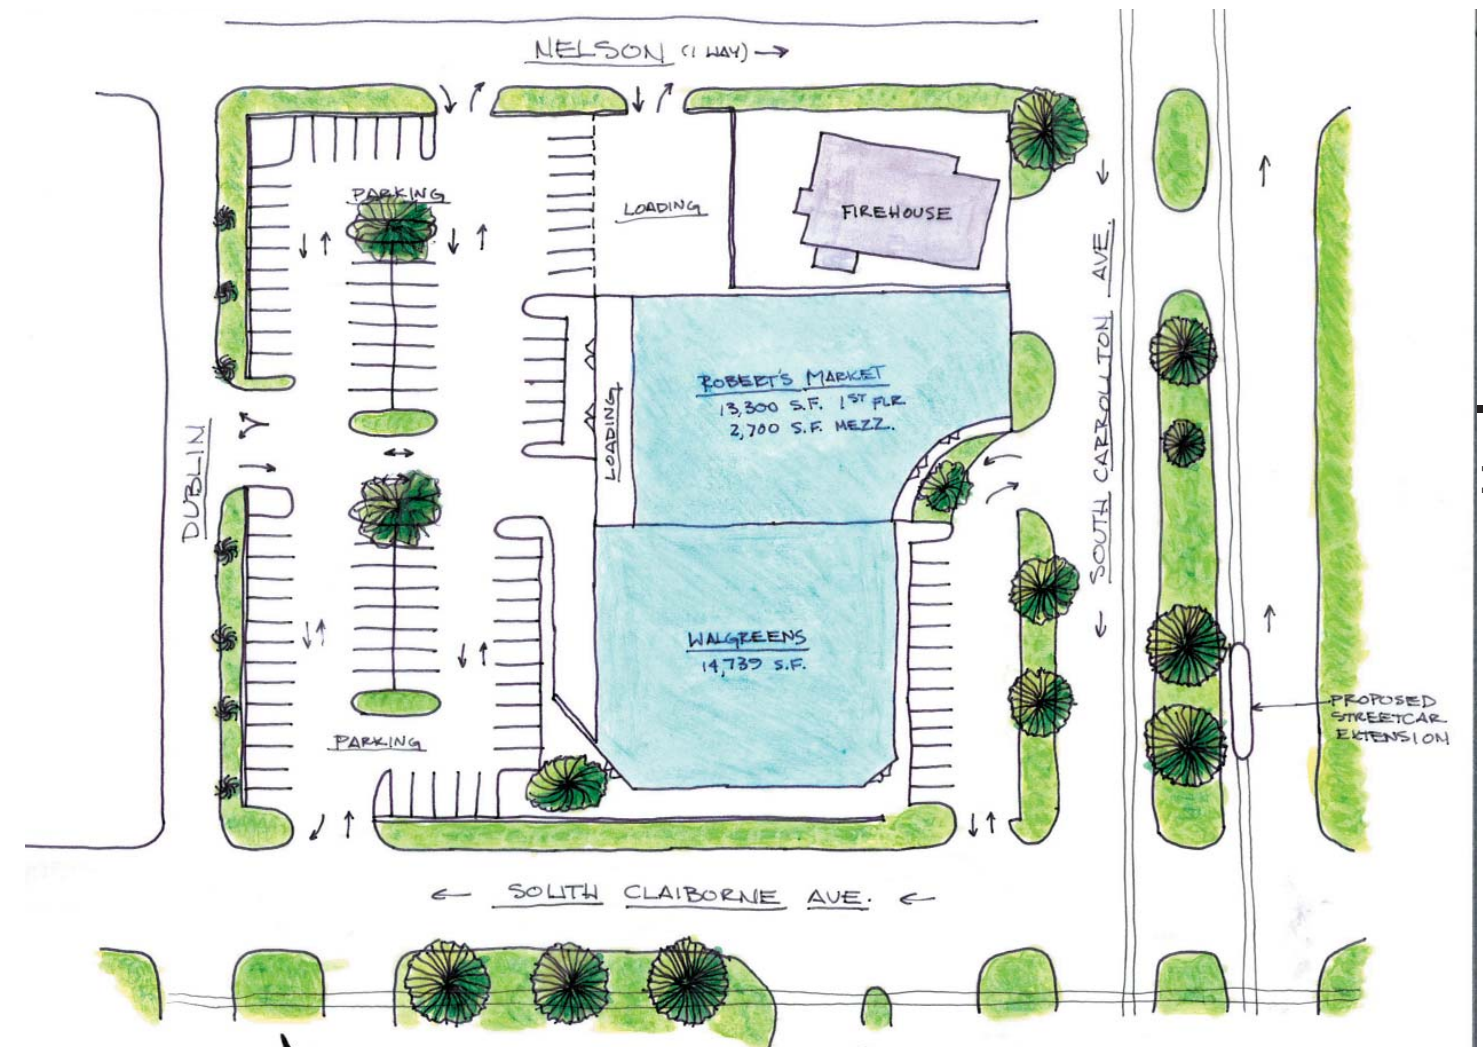 NELSON (1 WAY)
PARKING
LOADING
FIREHOUSE
SOUTH CARROLLTON AVE.
ROBERT'S MARKET
13,300 S.F. 1ST FLR
2,700 S.F. MEZZ.
LOADING
DUBLIN
WALGREENS
14,739 S.F.
PROPOSED
STREETCAR
EXTENSION
PARKING
SOUTH CLAIBORNE AVE.